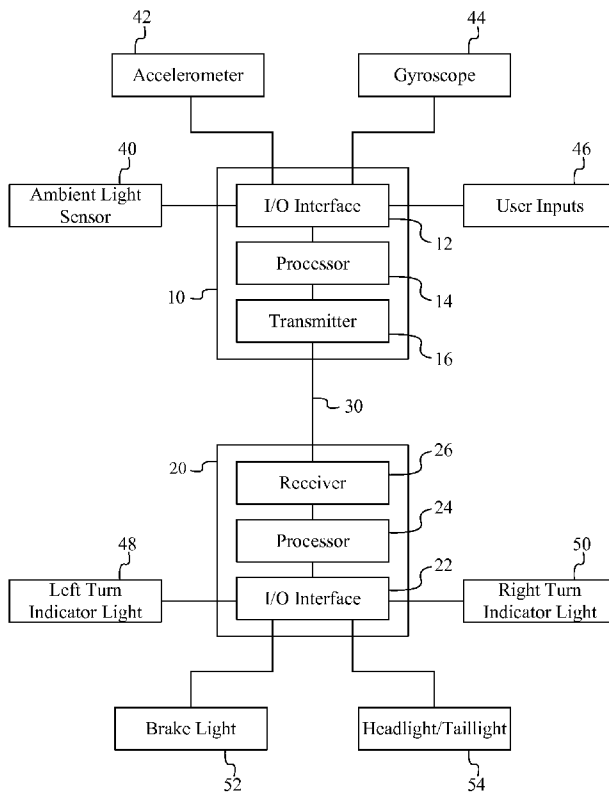 42
44
Accelerometer
Gyroscope
40
46
Ambient Light
Sensor
I/O Interface
User Inputs
12
Processor
10
14
Transmitter
16
30
20
26
Receiver
24
Processor
48
22
50
Left Turn
Indicator Light
I/O Interface
Right Turn
Indicator Light
Brake Light
Headlight/Taillight
52
54